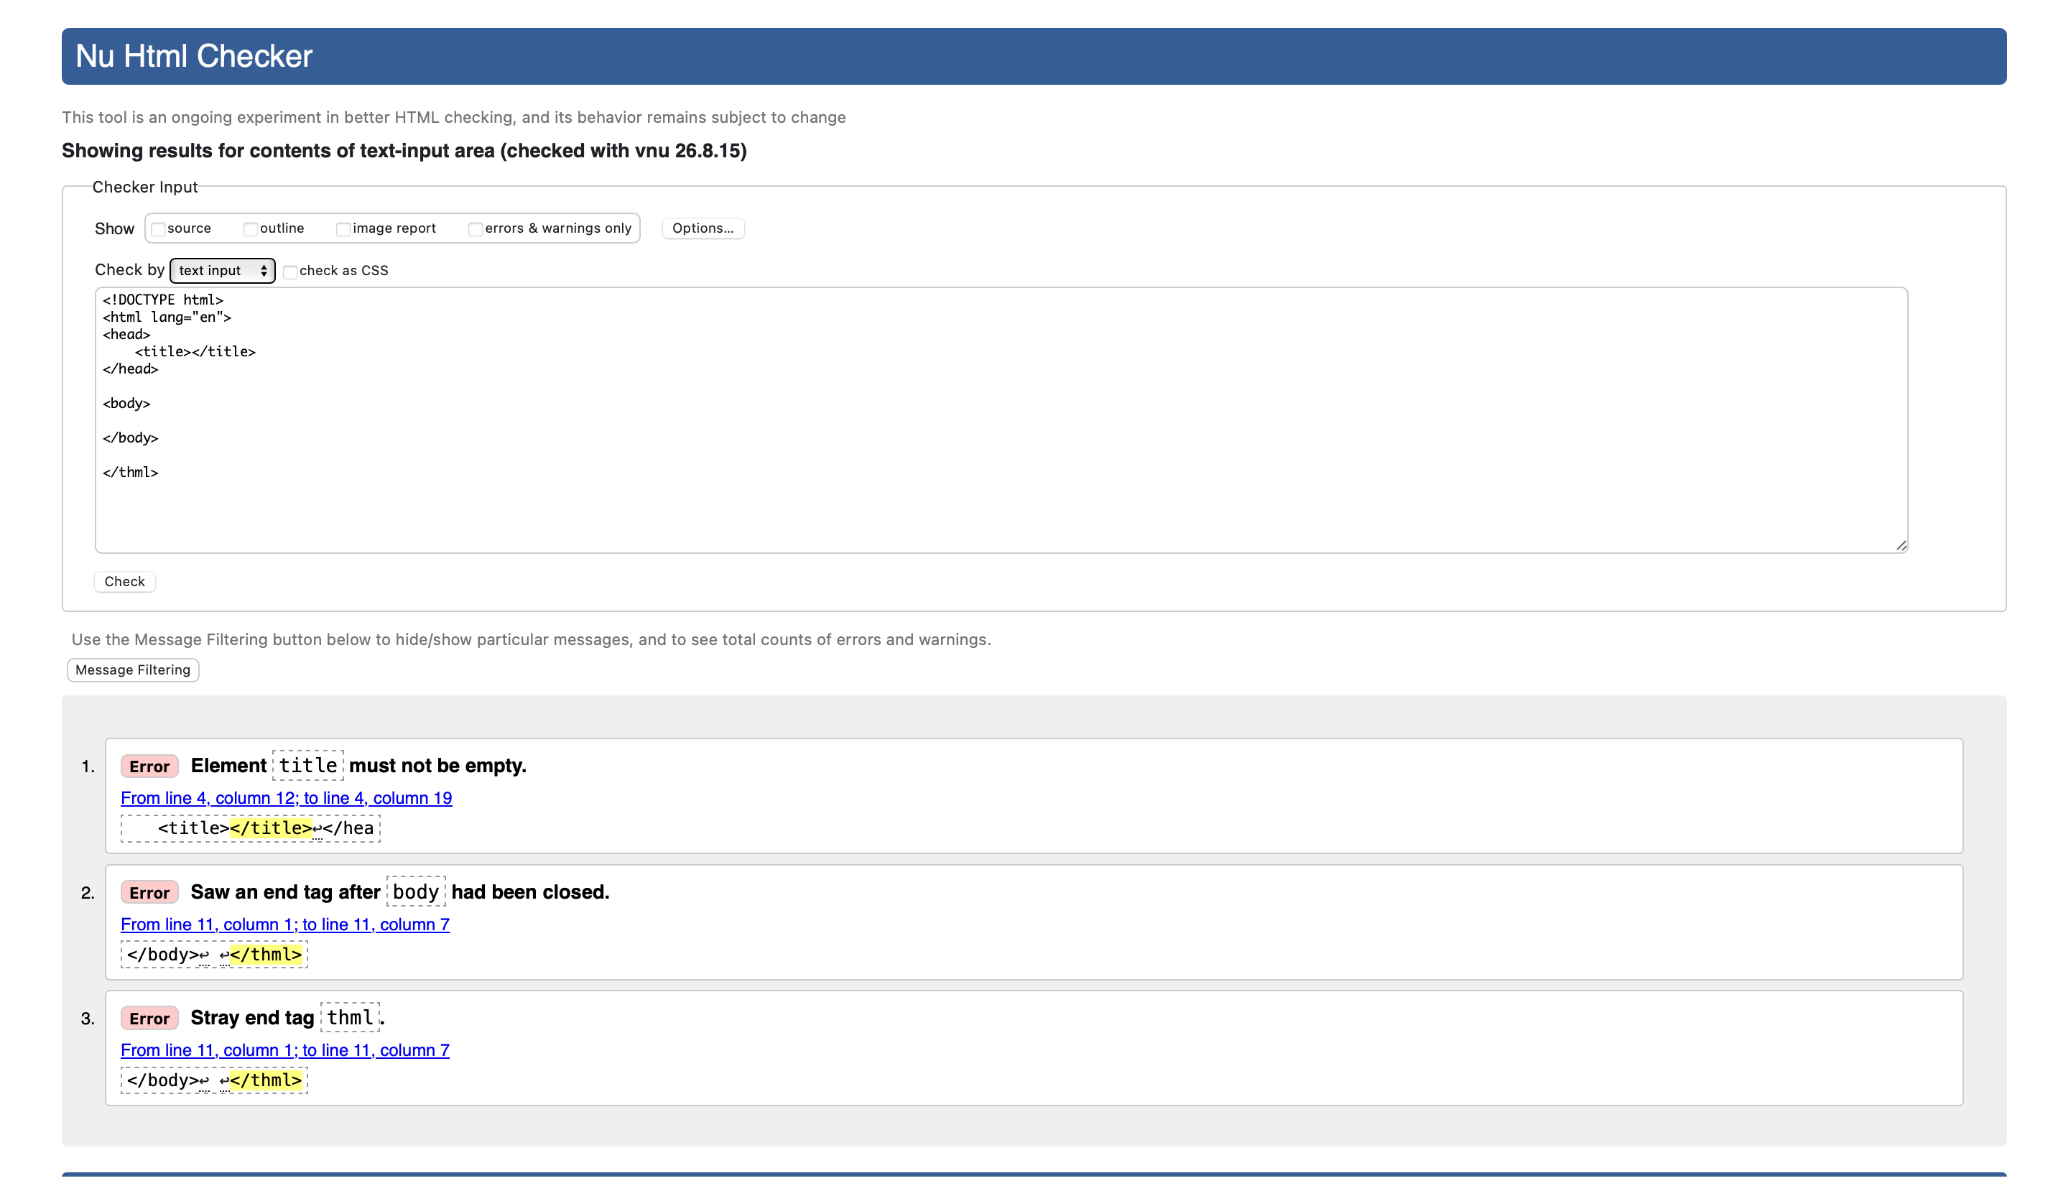 Nu Html Checker
This tool is an ongoing experiment in better HTML checking, and its behavior remains subject to change
Showing results for contents of text-input area (checked with vnu 26.8.15)
Checker Input
Show source outline image report errors & warnings only Options...
Check by text input check as CSS
<!DOCTYPE html>
<html lang="en">
<head>
    <title></title>
</head>
<body>
</body>
</thml>
Check
Use the Message Filtering button below to hide/show particular messages, and to see total counts of errors and warnings.
Message Filtering
1. Error Element title must not be empty.
From line 4, column 12; to line 4, column 19
<title></title>↩</hea
2. Error Saw an end tag after body had been closed.
From line 11, column 1; to line 11, column 7
</body>↩ ↩</thml>
3. Error Stray end tag thml.
From line 11, column 1; to line 11, column 7
</body>↩ ↩</thml>